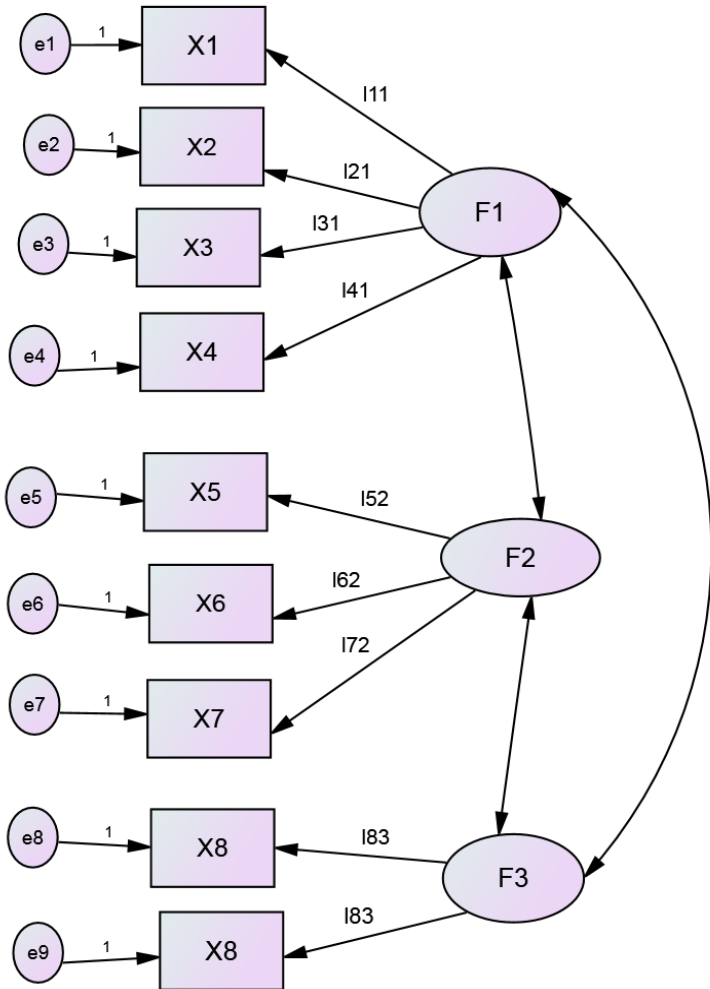 e1 1 X1
l11
e2 1 X2
l21
F1
e3 1 X3
l31
l41
e4 1 X4
e5 1 X5
l52
F2
e6 1 X6
l62
l72
e7 1 X7
e8 1 X8
l83
F3
l83
e9 1 X8